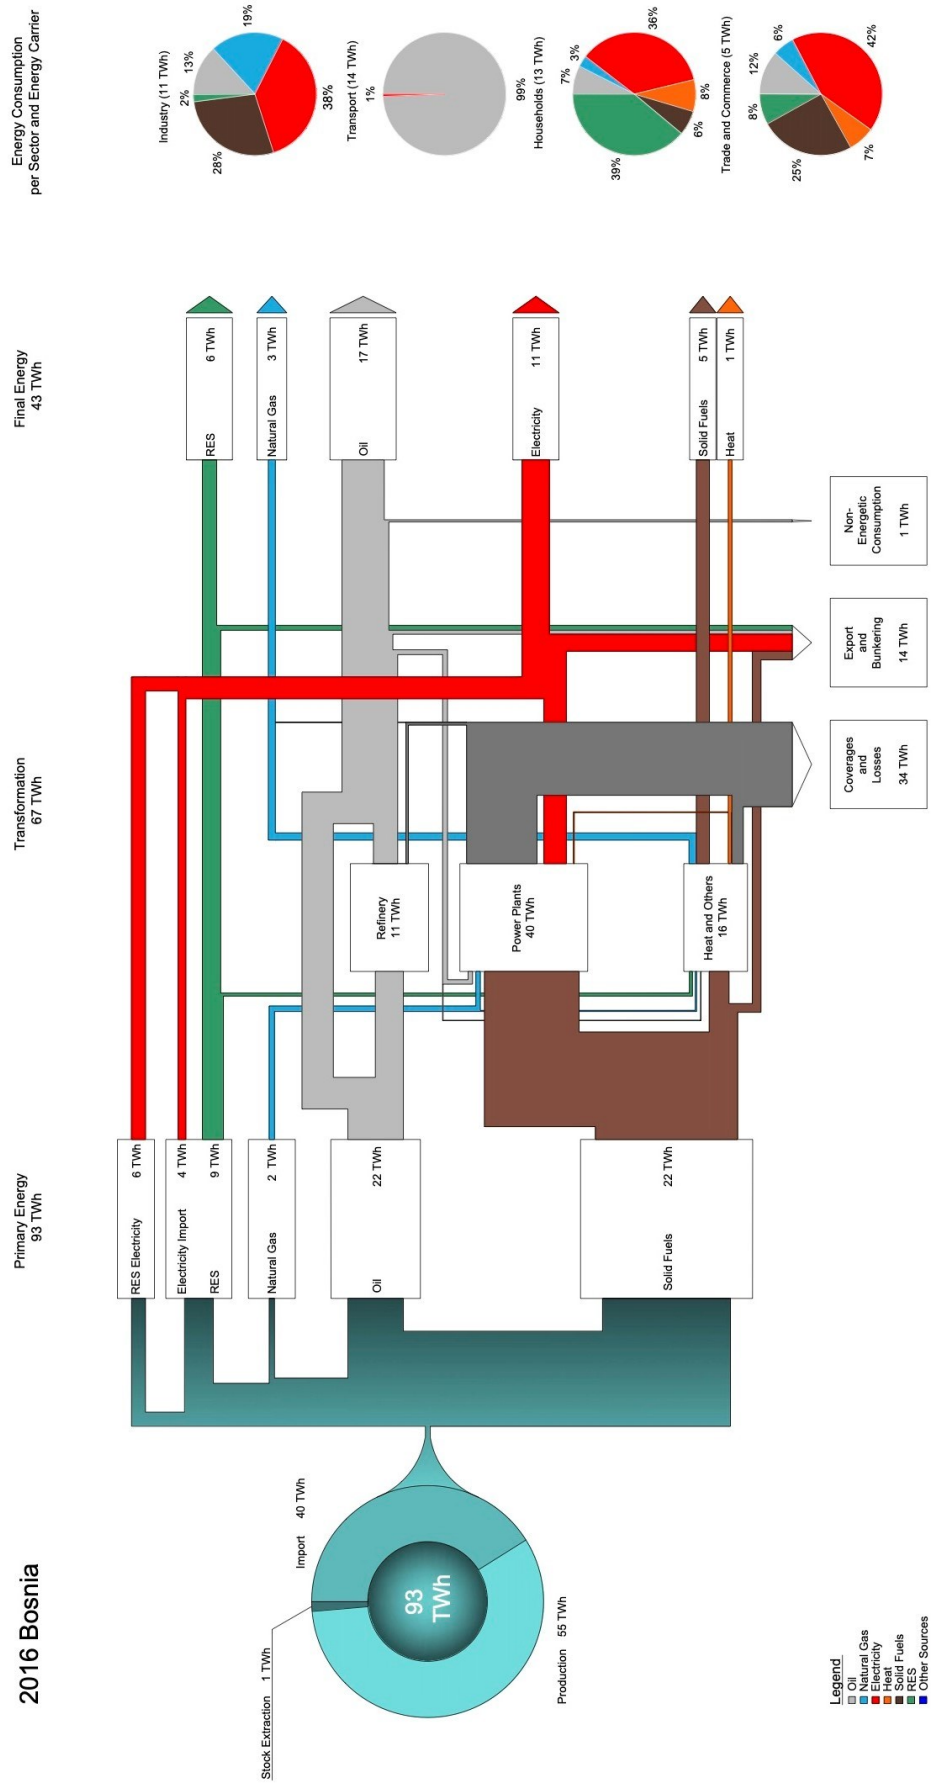 2016 Bosnia
Primary Energy
93 TWh
Transformation
67 TWh
Final Energy
43 TWh
Energy Consumption
per Sector and Energy Carrier
Stock Extraction 1 TWh
Import 40 TWh
93
TWh
Production 55 TWh
RES Electricity 6 TWh
Electricity Import 4 TWh
RES 9 TWh
Natural Gas 2 TWh
Oil 22 TWh
Solid Fuels 22 TWh
Refinery
11 TWh
Power Plants
40 TWh
Heat and Others
16 TWh
RES 6 TWh
Natural Gas 3 TWh
Oil 17 TWh
Electricity 11 TWh
Solid Fuels 5 TWh
Heat 1 TWh
Coverages
and
Losses
34 TWh
Export
and
Bunkering
14 TWh
Non-
Energetic
Consumption
1 TWh
Industry (11 TWh)
2%
13%
19%
38%
28%
Transport (14 TWh)
1%
99%
Households (13 TWh)
7%
3%
36%
8%
6%
39%
Trade and Commerce (5 TWh)
8%
12%
6%
42%
7%
25%
Legend
Oil
Natural Gas
Electricity
Heat
Solid Fuels
RES
Other Sources